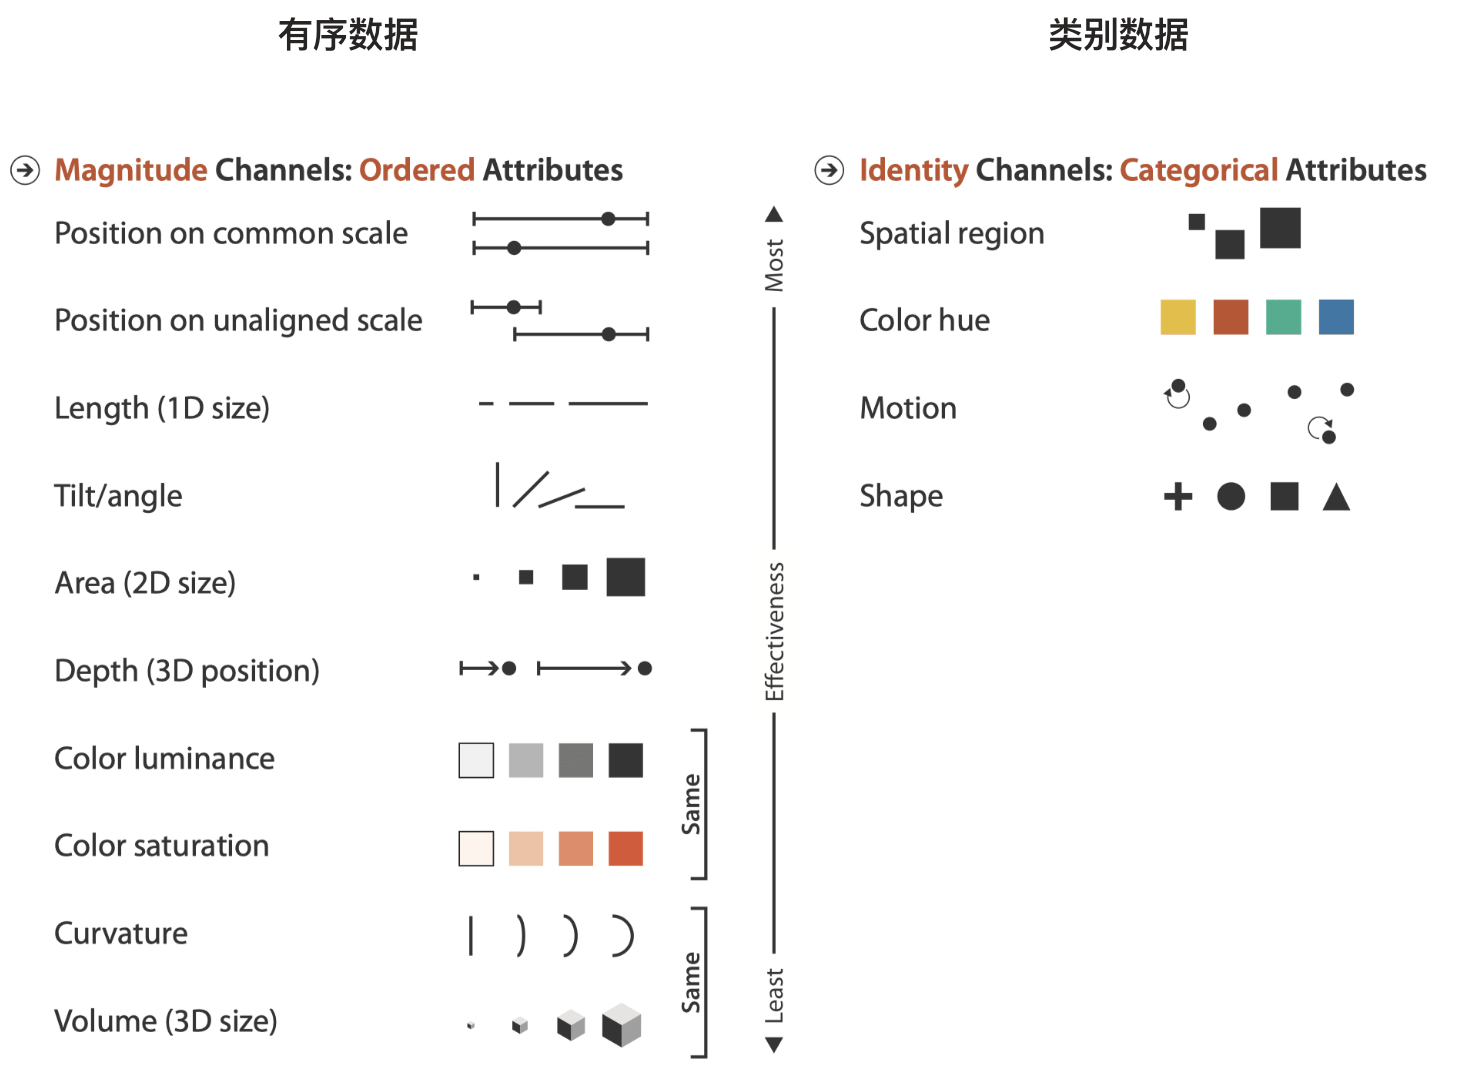 有序数据
类别数据
Magnitude Channels: Ordered Attributes
Position on common scale
Position on unaligned scale
Length (1D size)
Tilt/angle
Area (2D size)
Depth (3D position)
Color luminance
Color saturation
Curvature
Volume (3D size)
Same
Same
Most
Effectiveness
Least
Identity Channels: Categorical Attributes
Spatial region
Color hue
Motion
Shape